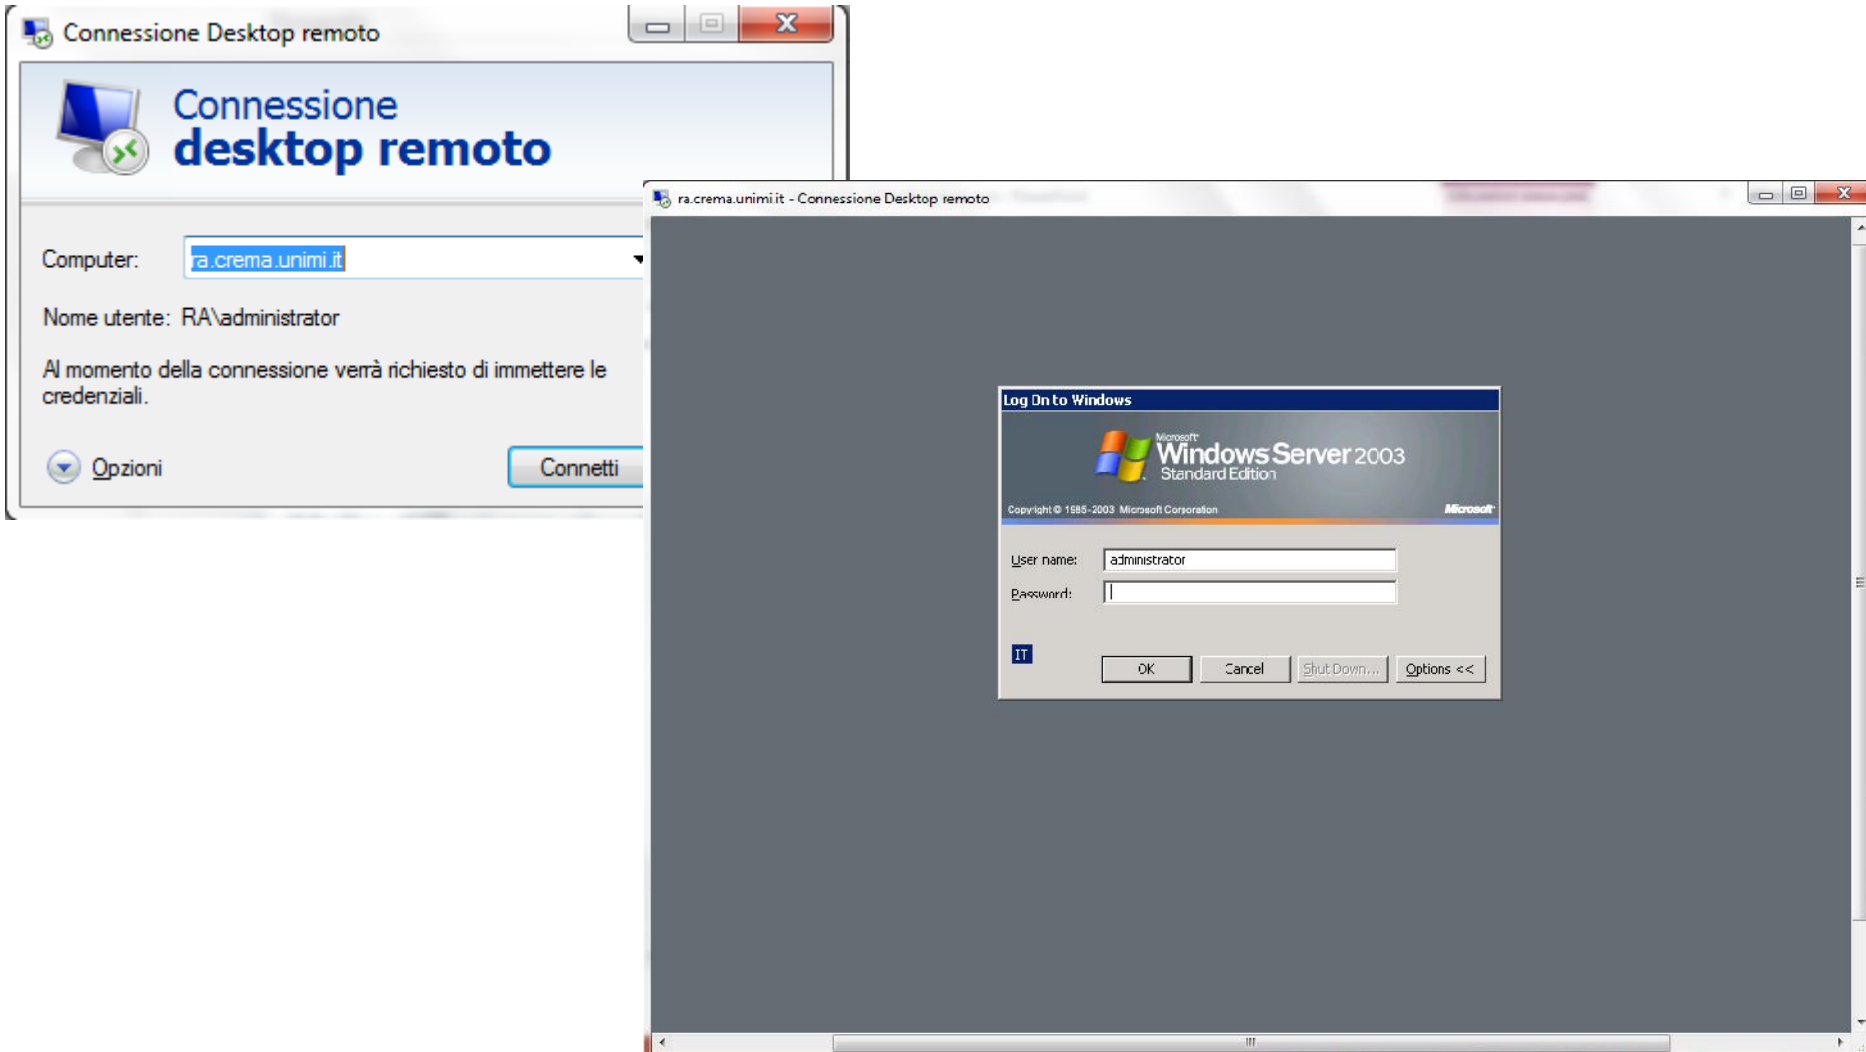 Connessione Desktop remoto
Connessione
desktop remoto
Computer: ra.crema.unimi.it
Nome utente: RA\administrator
Al momento della connessione verrà richiesto di immettere le
credenziali.
Opzioni
Connetti
ra.crema.unimi.it - Connessione Desktop remoto
Log On to Windows
Microsoft
Windows Server 2003
Standard Edition
Copyright © 1985-2003 Microsoft Corporation
Microsoft
User name: administrator
Password:
IT
OK
Cancel
Shut Down...
Options <<